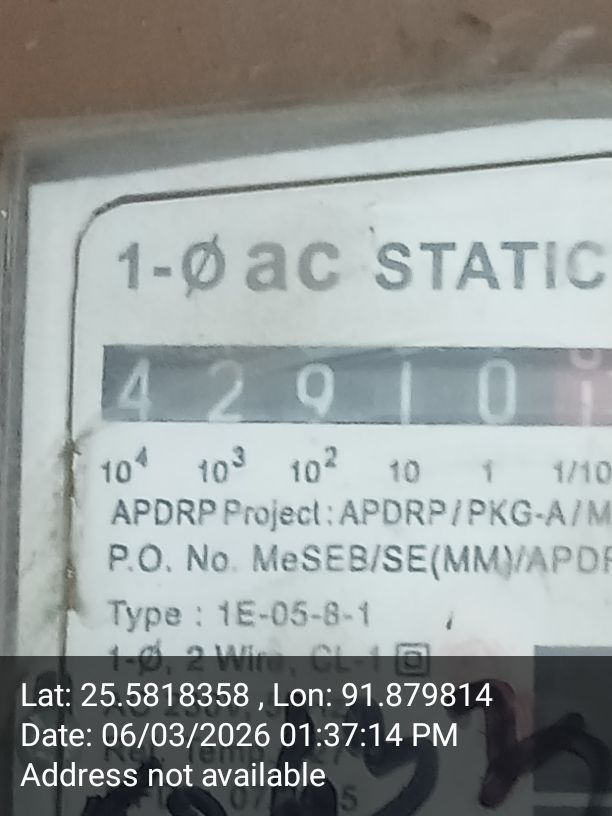 1-Ø ac STATIC
4 2 9 1 0 1
10⁴ 10³ 10² 10 1 1/10
APDRP Project: APDRP/PKG-A/M
P.O. No. MeSEB/SE(MM)/APDR
Type : 1E-05-8-1
1-Ø, 2 Wire, CL-1
Lat: 25.5818358 , Lon: 91.879814
Date: 06/03/2026 01:37:14 PM
Address not available